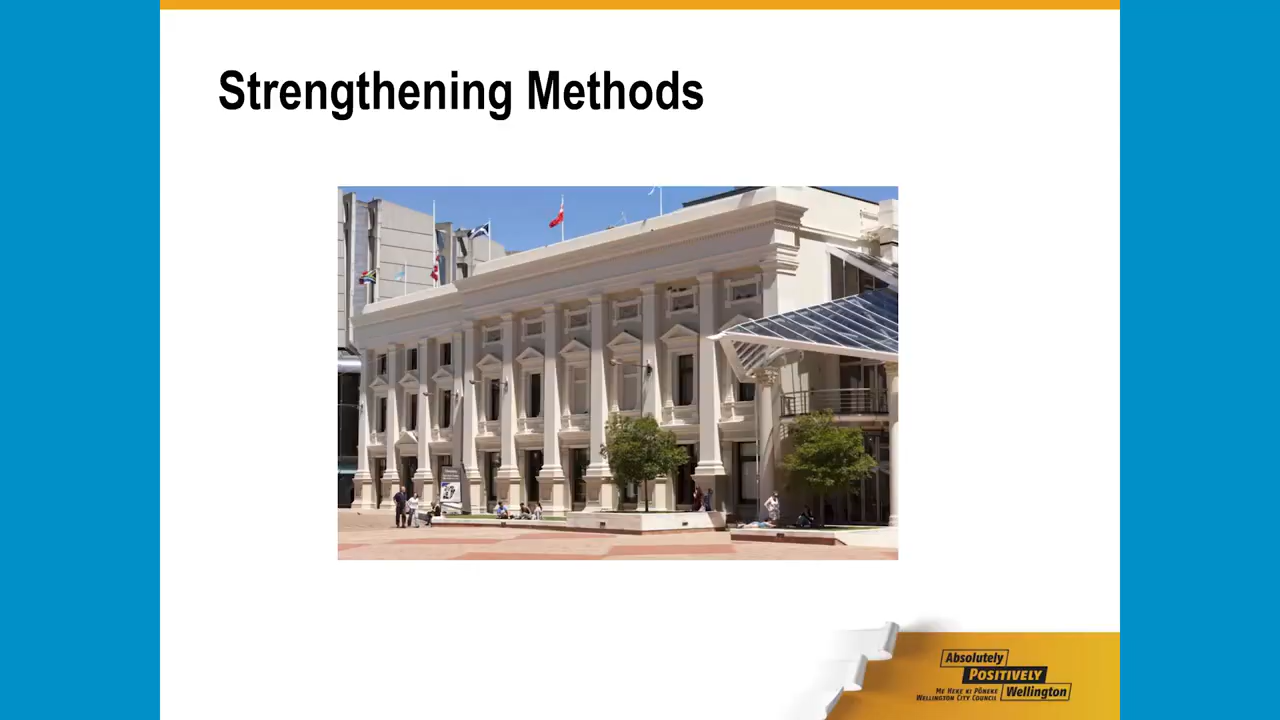 Strengthening Methods
Absolutely
POSITIVELY
ME HEKE KI PŌNEKE
WELLINGTON CITY COUNCIL
Wellington